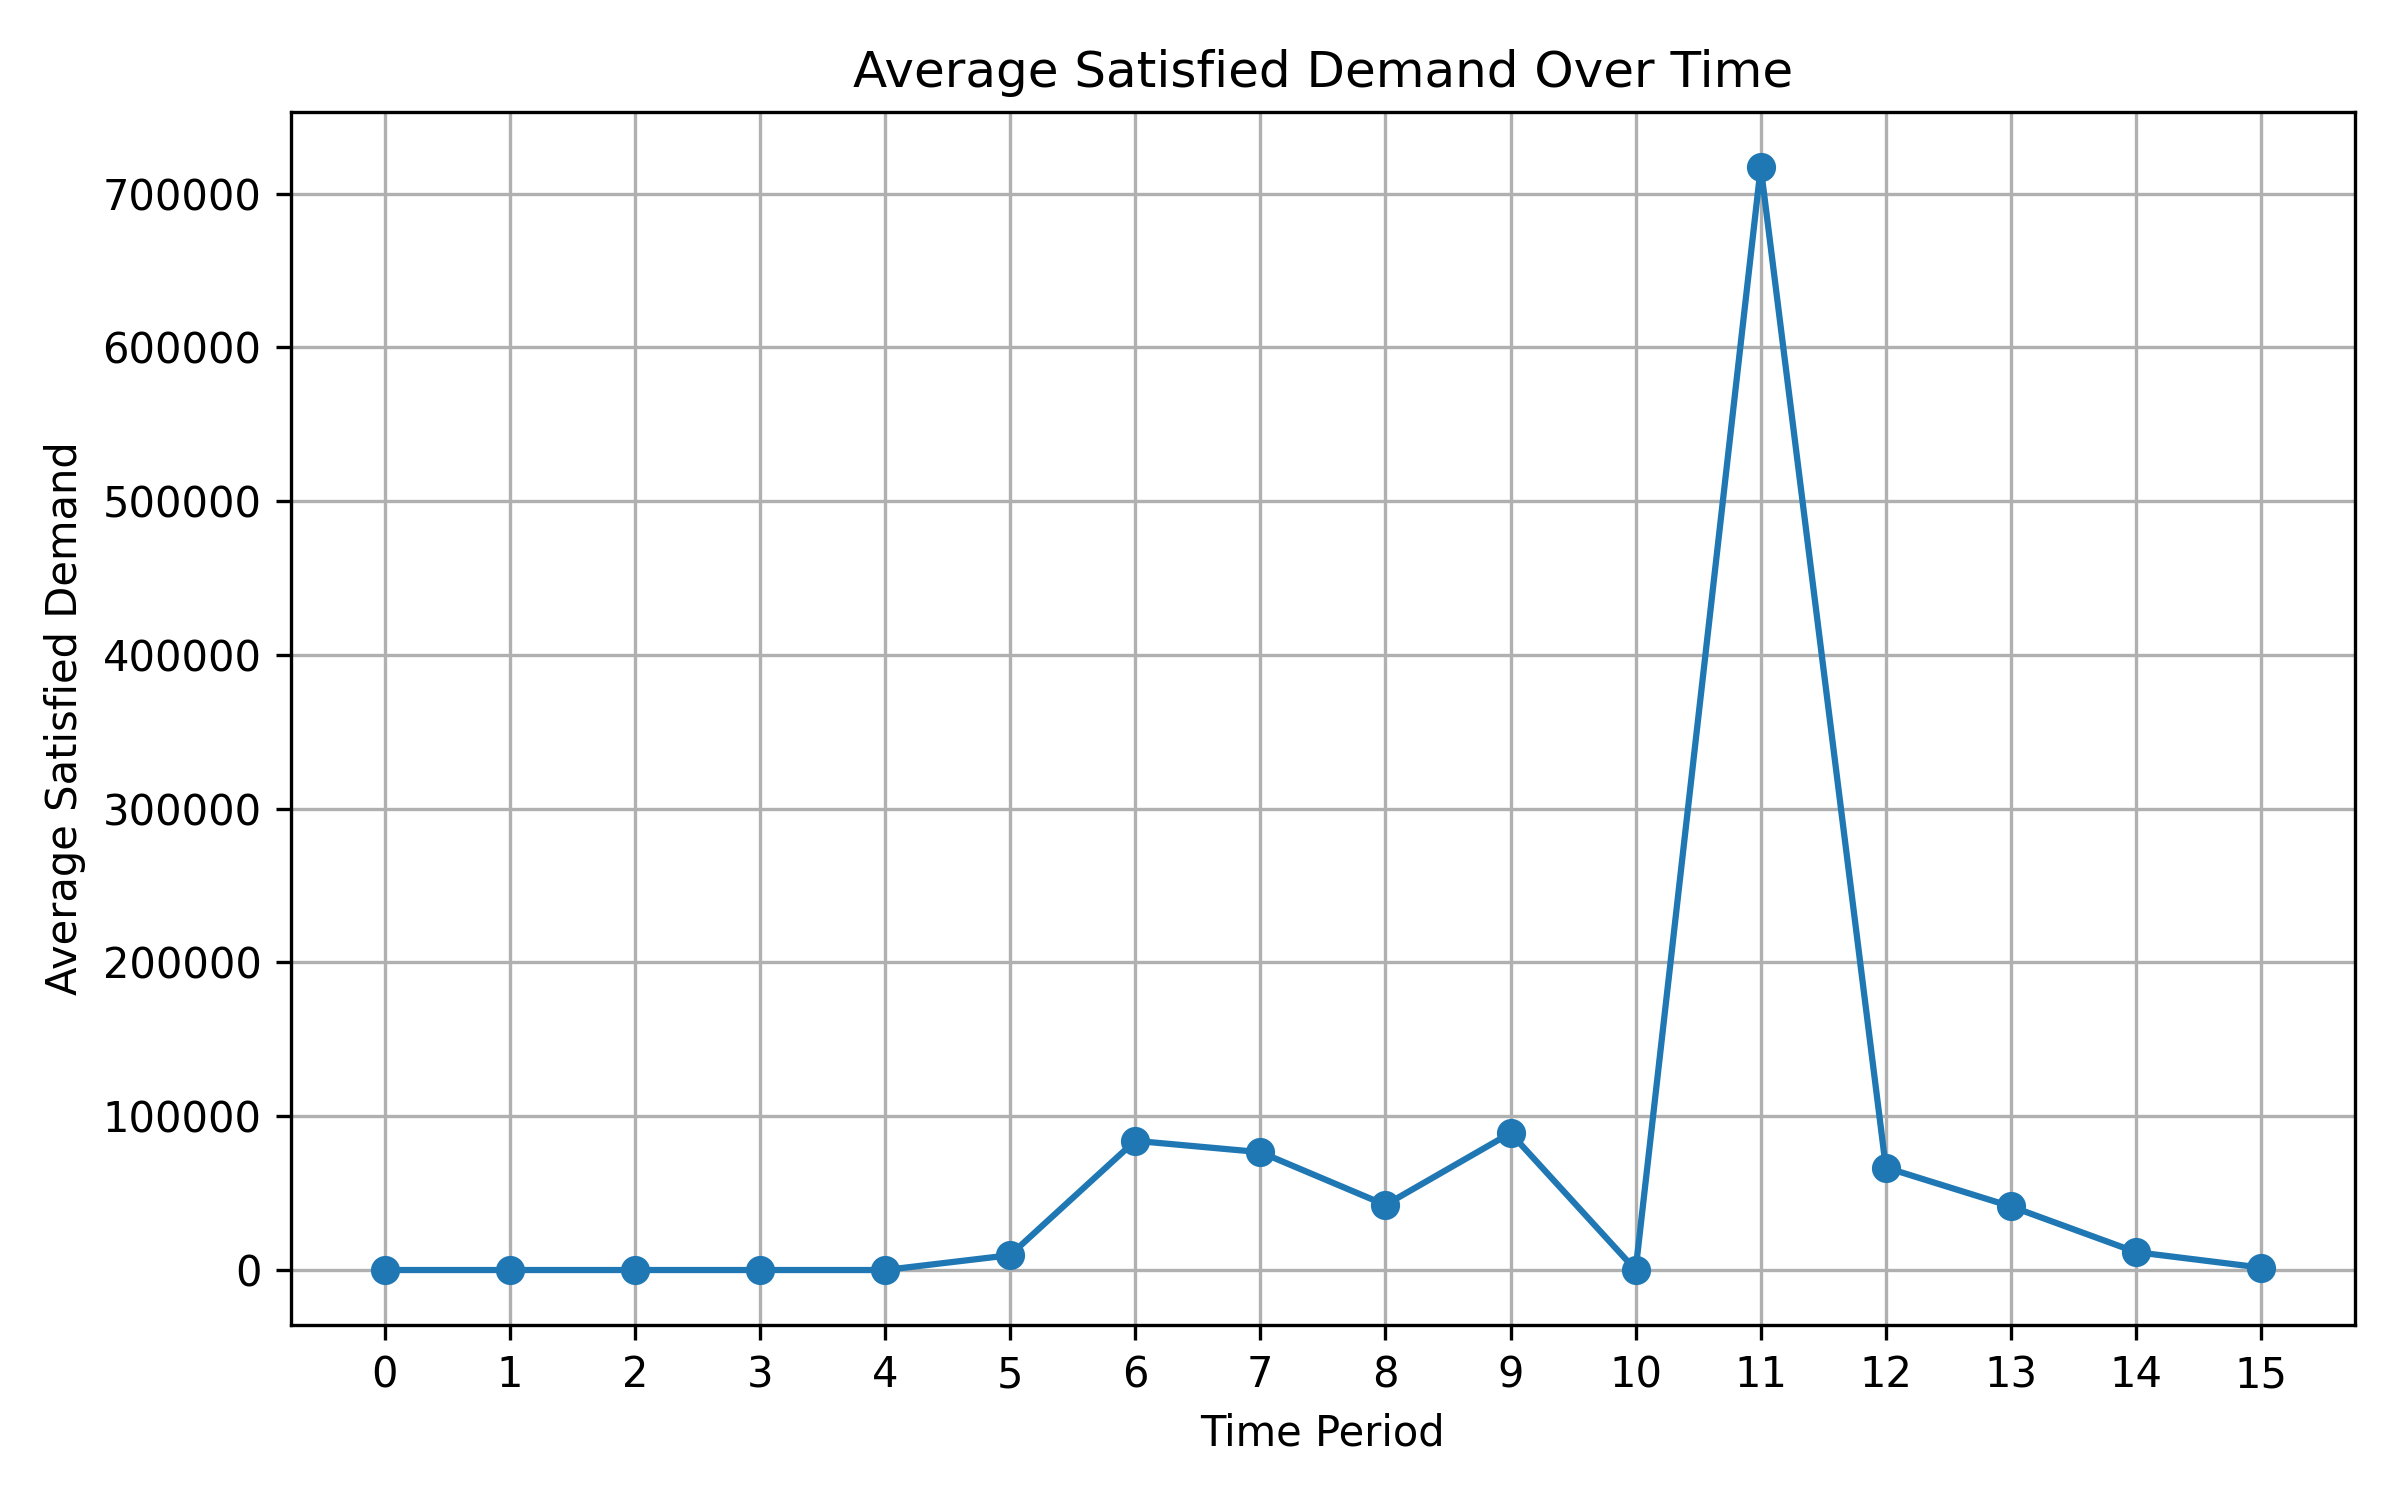 Average Satisfied Demand Over Time
Average Satisfied Demand
700000
600000
500000
400000
300000
200000
100000
0
0 1 2 3 4 5 6 7 8 9 10 11 12 13 14 15
Time Period